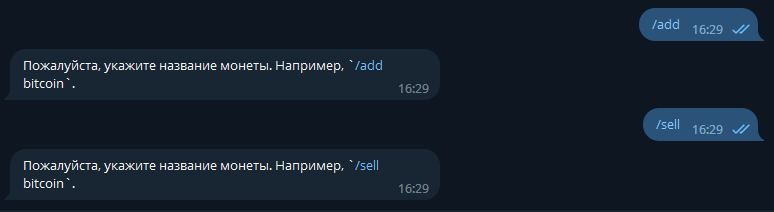 /add 16:29
Пожалуйста, укажите название монеты. Например, `/add
bitcoin`.
16:29
/sell 16:29
Пожалуйста, укажите название монеты. Например, `/sell
bitcoin`.
16:29